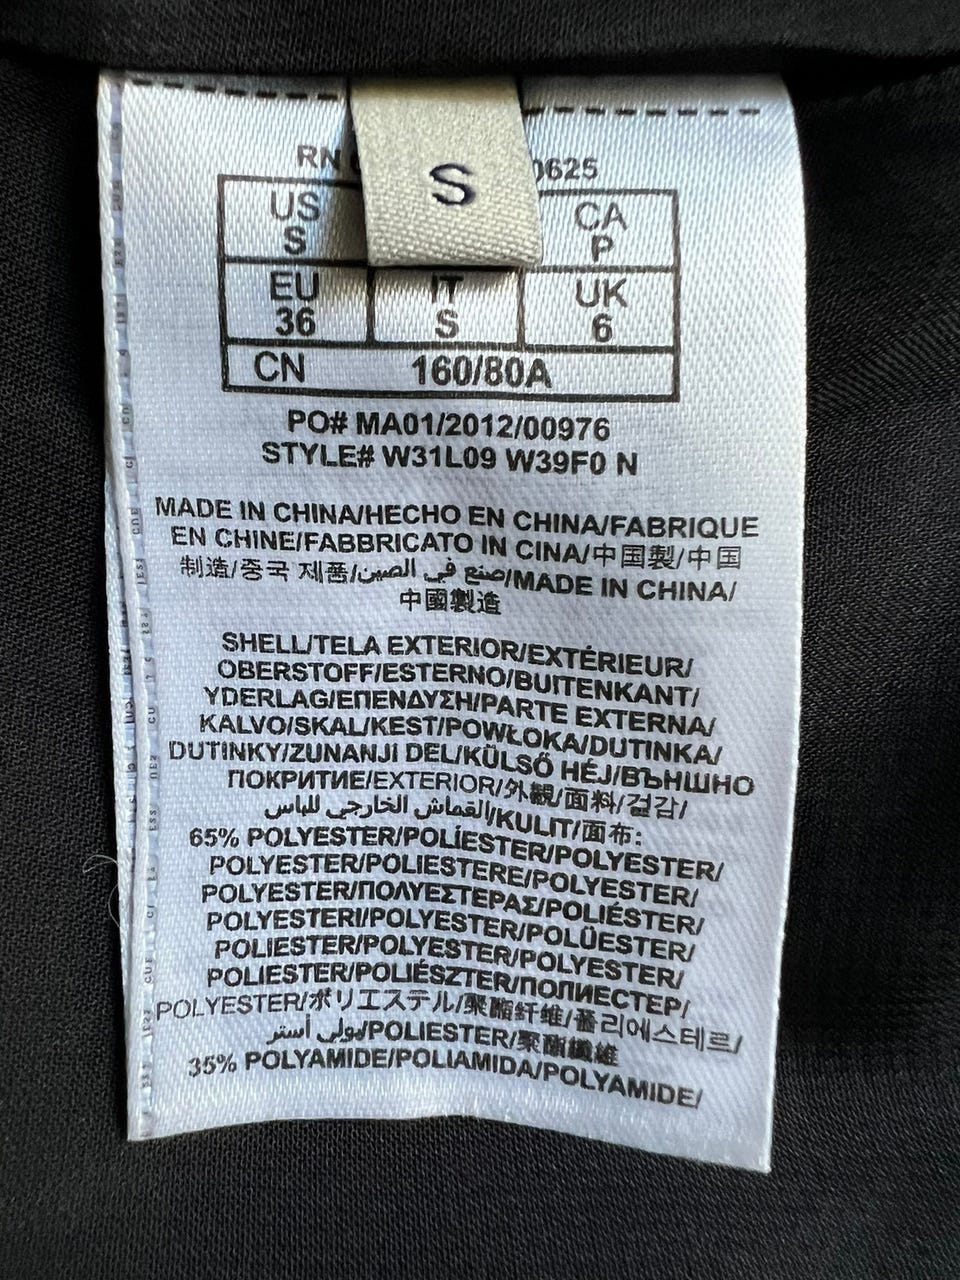 S
RN 0625
US CA
S P
EU IT UK
36 S 6
CN 160/80A
PO# MA01/2012/00976
STYLE# W31L09 W39F0 N
MADE IN CHINA/HECHO EN CHINA/FABRIQUE
EN CHINE/FABBRICATO IN CINA/中国製/中国
制造/중국 제품/صنع في الصين/MADE IN CHINA/
中國製造
SHELL/TELA EXTERIOR/EXTÉRIEUR/
OBERSTOFF/ESTERNO/BUITENKANT/
YDERLAG/ΕΠΕΝΔΥΣΗ/PARTE EXTERNA/
KALVO/SKAL/KEST/POWŁOKA/DUTINKA/
DUTINKY/ZUNANJI DEL/KÜLSŐ HÉJ/ВЪНШНО
ПОКРИТИЕ/EXTERIOR/外観/面料/겉감/
القماش الخارجي للباس/KULIT/面布:
65% POLYESTER/POLÍESTER/POLYESTER/
POLYESTER/POLIESTERE/POLYESTER/
POLYESTER/ΠΟΛΥΕΣΤΕΡΑΣ/POLIÉSTER/
POLYESTERI/POLYESTER/POLÜESTER/
POLIESTER/POLYESTER/POLYESTER/
POLIESTER/POLIÉSZTER/ПОЛИЕСТЕР/
POLYESTER/ポリエステル/聚酯纤维/폴리에스테르/
بولي أستر/POLIESTER/聚酯纖維
35% POLYAMIDE/POLIAMIDA/POLYAMIDE/